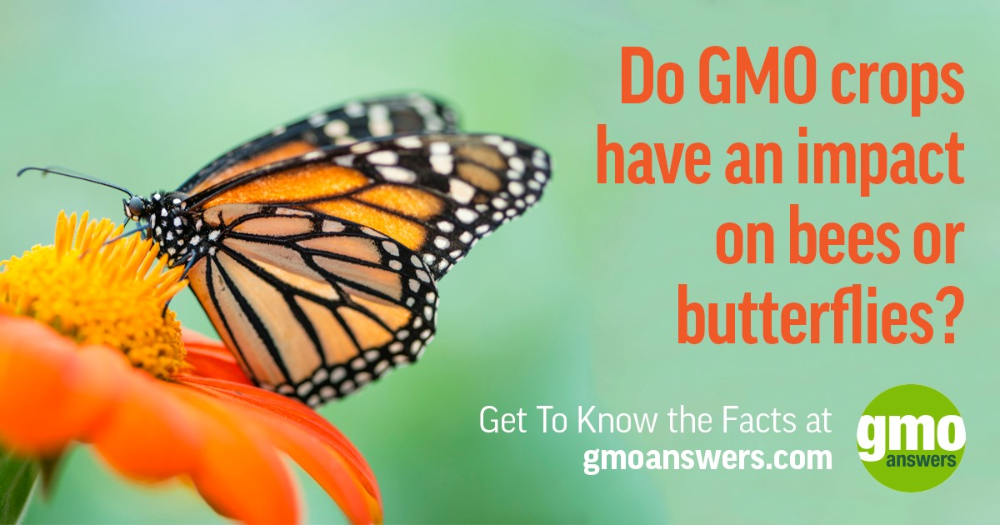 Do GMO crops
have an impact
on bees or
butterflies?
Get To Know the Facts at
gmoanswers.com
gmo
answers